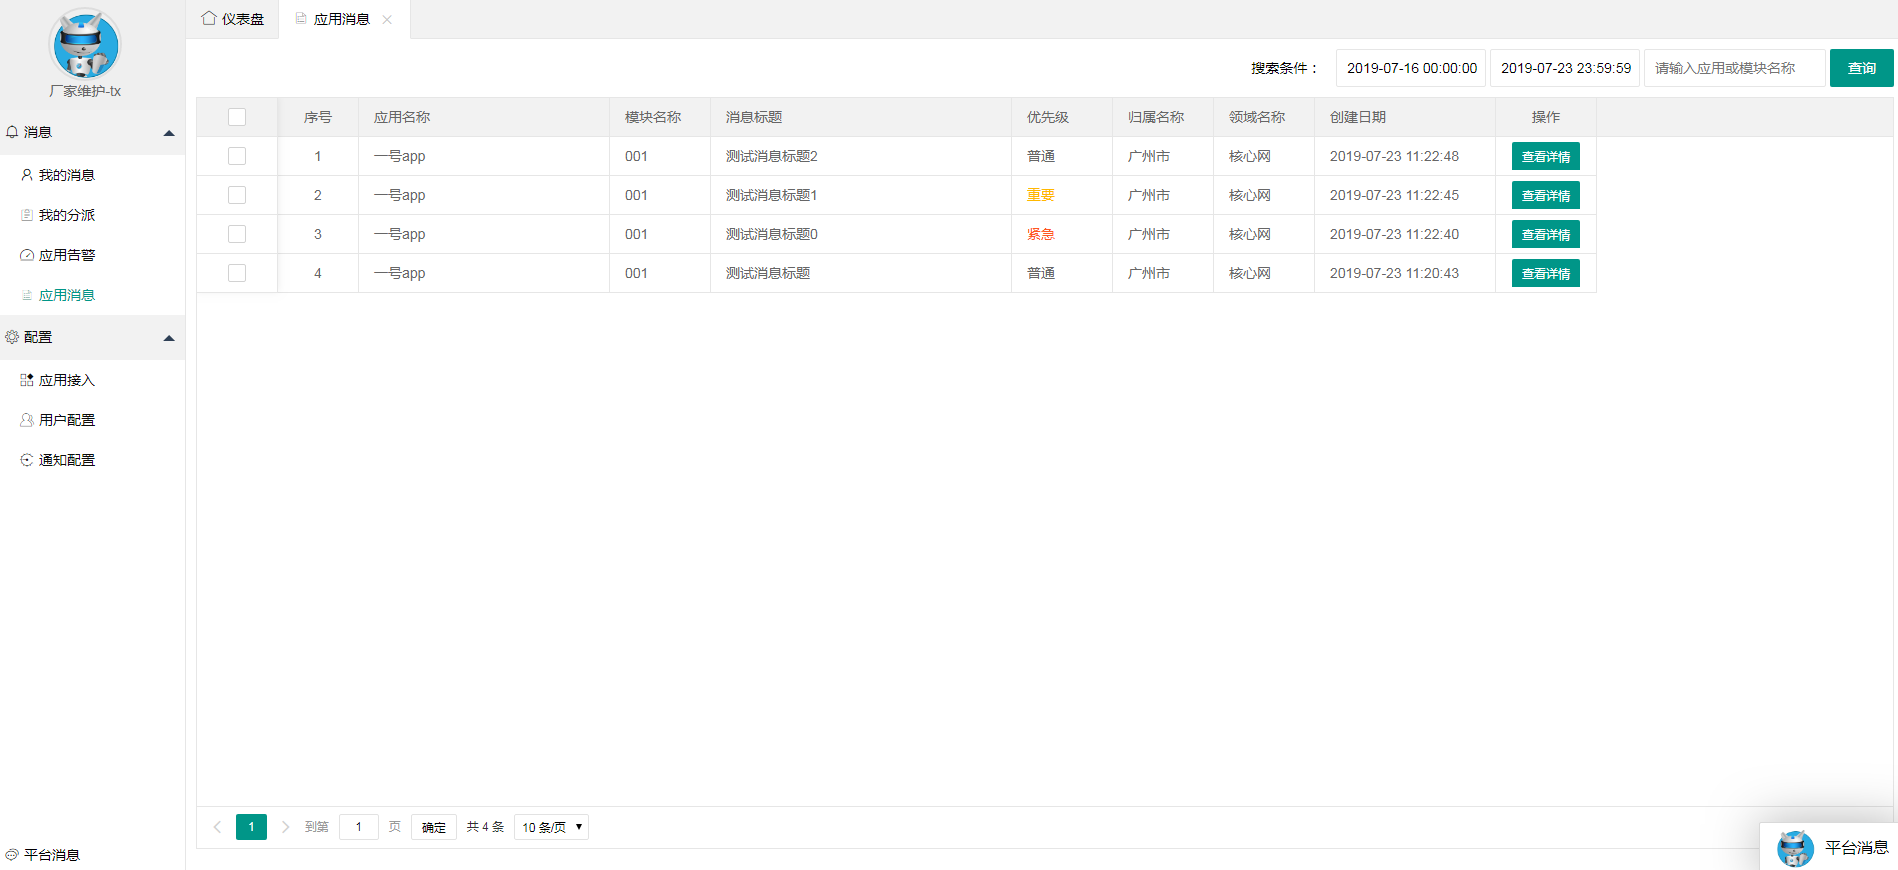 厂家维护-tx
消息
我的消息
我的分派
应用告警
应用消息
配置
应用接入
用户配置
通知配置
平台消息
仪表盘 应用消息
搜索条件： 2019-07-16 00:00:00 2019-07-23 23:59:59 请输入应用或模块名称 查询
序号 应用名称 模块名称 消息标题 优先级 归属名称 领域名称 创建日期 操作
1 一号app 001 测试消息标题2 普通 广州市 核心网 2019-07-23 11:22:48 查看详情
2 一号app 001 测试消息标题1 重要 广州市 核心网 2019-07-23 11:22:45 查看详情
3 一号app 001 测试消息标题0 紧急 广州市 核心网 2019-07-23 11:22:40 查看详情
4 一号app 001 测试消息标题 普通 广州市 核心网 2019-07-23 11:20:43 查看详情
1 到第 1 页 确定 共 4 条 10 条/页
平台消息